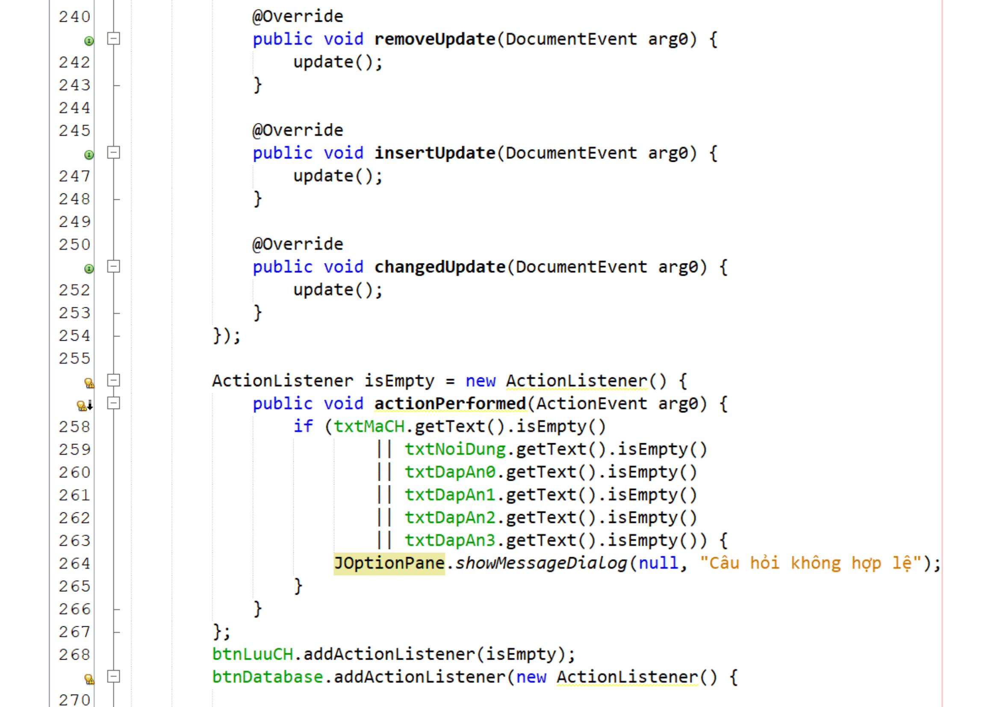 240 @Override
public void removeUpdate(DocumentEvent arg0) {
242 update();
243 }
244
245 @Override
public void insertUpdate(DocumentEvent arg0) {
247 update();
248 }
249
250 @Override
public void changedUpdate(DocumentEvent arg0) {
252 update();
253 }
254 });
255
ActionListener isEmpty = new ActionListener() {
public void actionPerformed(ActionEvent arg0) {
258 if (txtMaCH.getText().isEmpty()
259 || txtNoiDung.getText().isEmpty()
260 || txtDapAn0.getText().isEmpty()
261 || txtDapAn1.getText().isEmpty()
262 || txtDapAn2.getText().isEmpty()
263 || txtDapAn3.getText().isEmpty()) {
264 JOptionPane.showMessageDialog(null, "Câu hỏi không hợp lệ");
265 }
266 }
267 };
268 btnLuuCH.addActionListener(isEmpty);
btnDatabase.addActionListener(new ActionListener() {
270